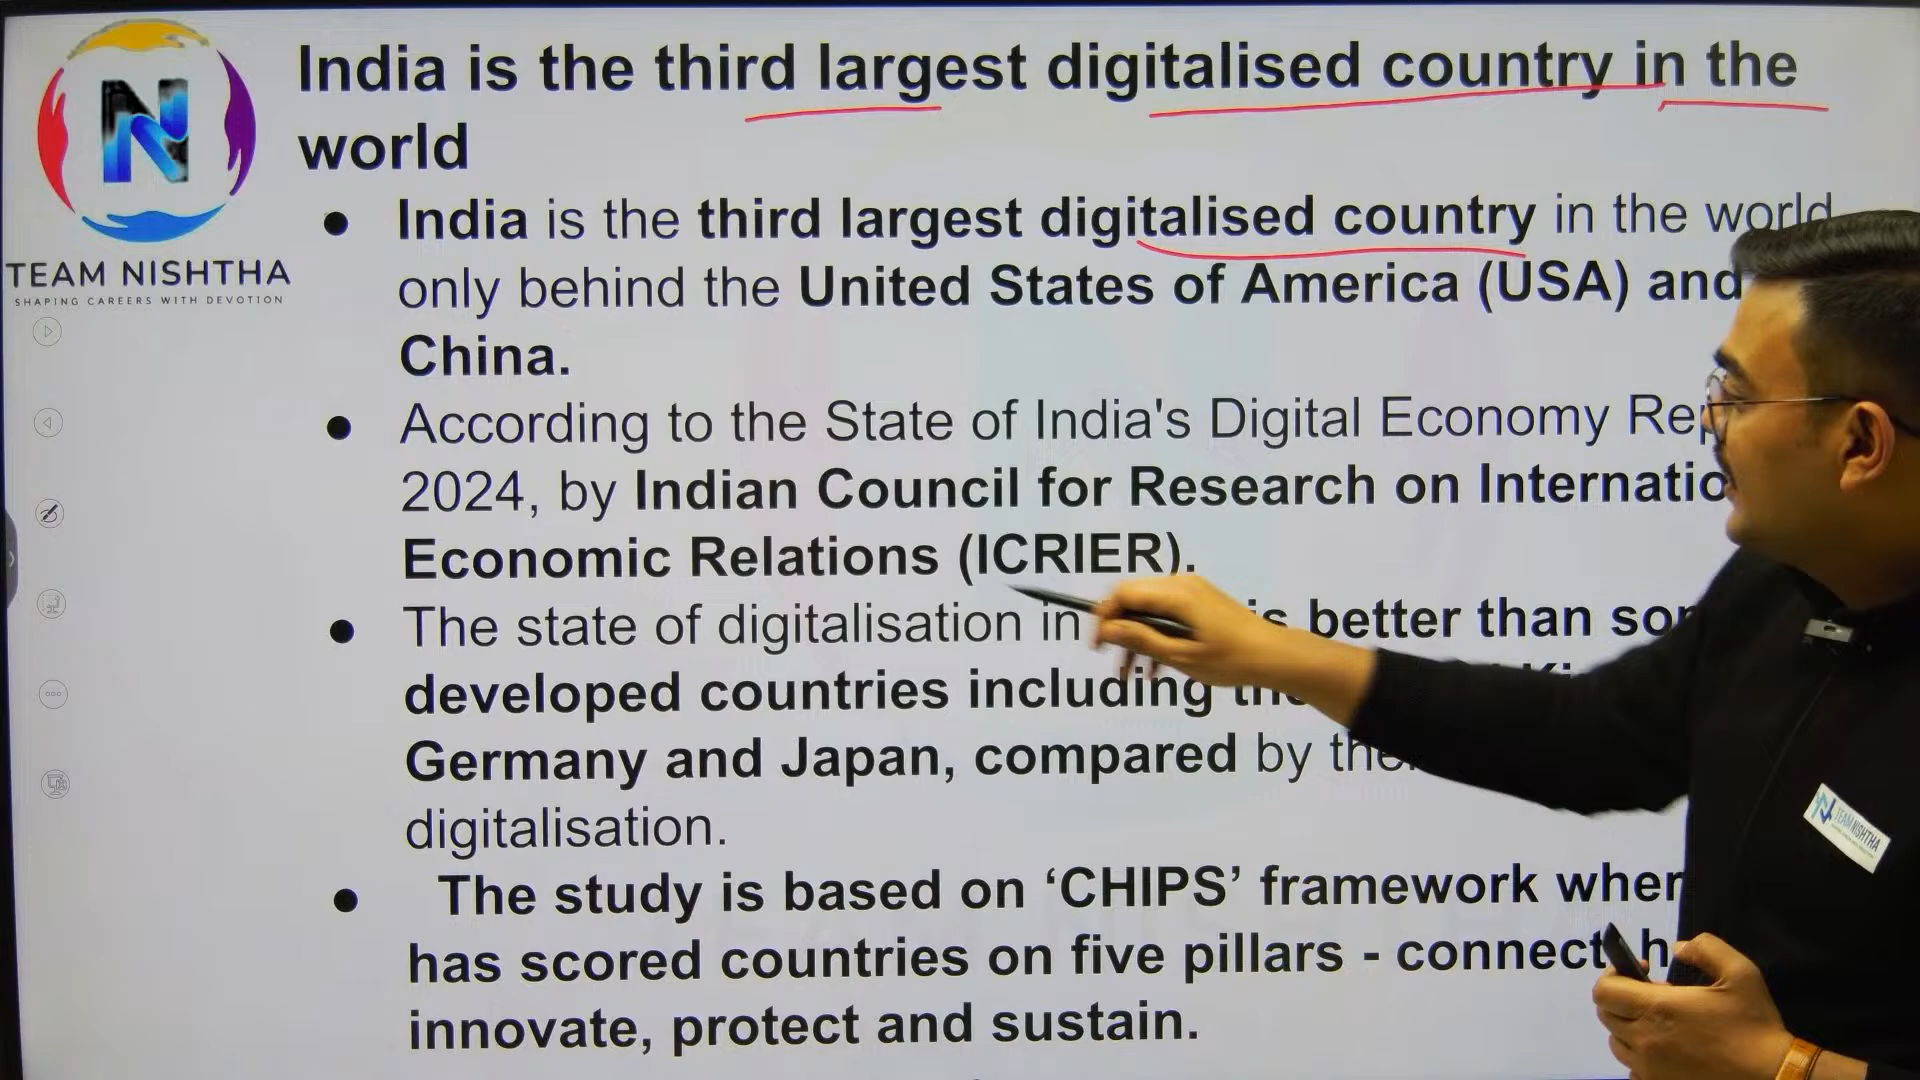 India is the third largest digitalised country in the
world
TEAM NISHTHA
SHAPING CAREERS WITH DEVOTION
● India is the third largest digitalised country in the world
only behind the United States of America (USA) and
China.
● According to the State of India's Digital Economy
2024, by Indian Council for Research on
Economic Relations (ICRIER).
● The state of digitalisation in is better than
developed countries including
Germany and Japan, compared by
digitalisation.
● The study is based on ‘CHIPS’ framework
has scored countries on five pillars - connect,
innovate, protect and sustain.
TEAM NISHTHA